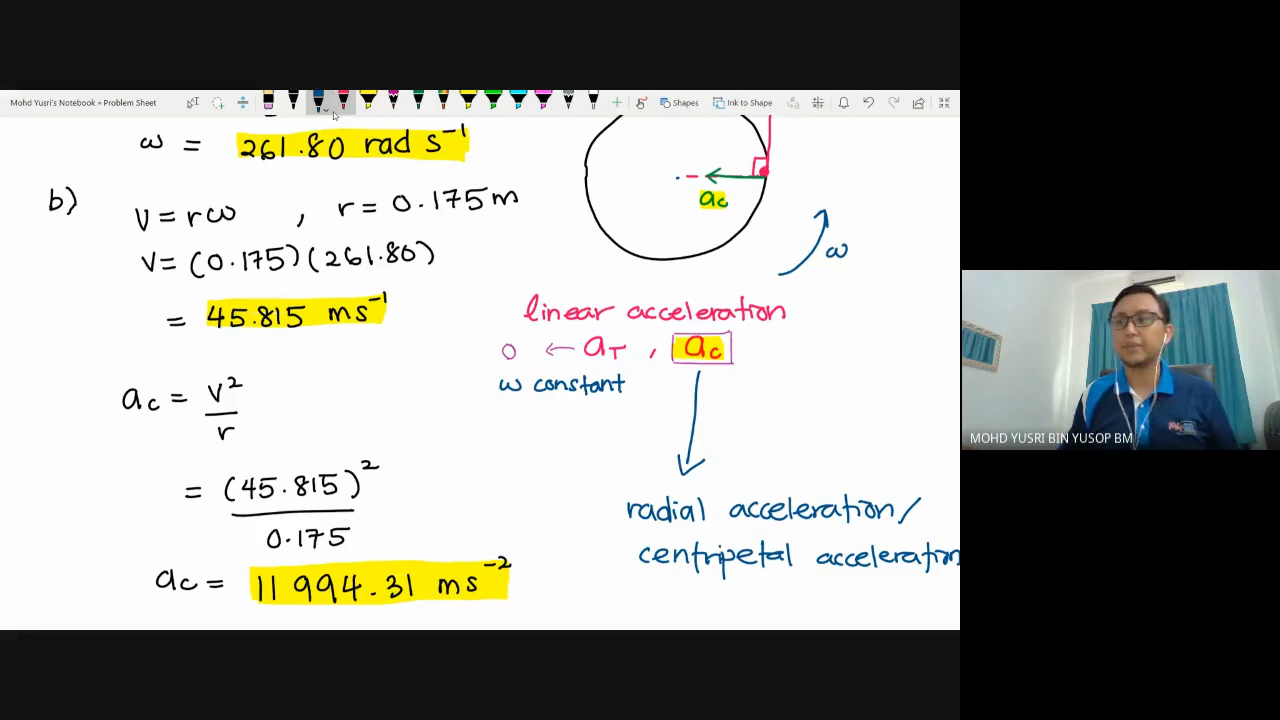 Mohd Yusri's Notebook » Problem Sheet
Shapes
Ink to Shape
ω = 261.80 rad s⁻¹
b)
V = rω , r = 0.175 m
V = (0.175)(261.80)
= 45.815 ms⁻¹
ac = v²
r
= (45.815)²
0.175
ac = 11 994.31 ms⁻²
ac
ω
linear acceleration
0 ← aT , ac
ω constant
radial acceleration/
centripetal acceleration
MOHD YUSRI BIN YUSOP BM